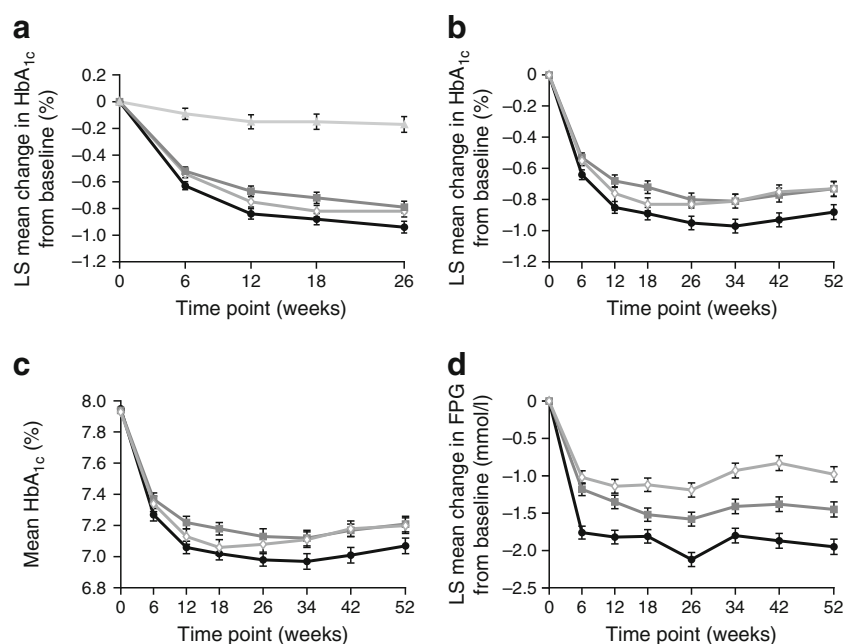 a
LS mean change in HbA1c
from baseline (%)
0.2
0
–0.2
–0.4
–0.6
–0.8
–1.0
–1.2
0 6 12 18 26
Time point (weeks)
b
LS mean change in HbA1c
from baseline (%)
0
–0.2
–0.4
–0.6
–0.8
–1.0
–1.2
0 6 12 18 26 34 42 52
Time point (weeks)
c
Mean HbA1c (%)
8.0
7.8
7.6
7.4
7.2
7.0
6.8
0 6 12 18 26 34 42 52
Time point (weeks)
d
LS mean change in FPG
from baseline (mmol/l)
0
–0.5
–1.0
–1.5
–2.0
–2.5
0 6 12 18 26 34 42 52
Time point (weeks)